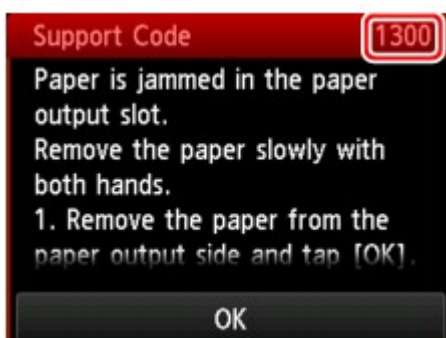 Support Code 1300
Paper is jammed in the paper
output slot.
Remove the paper slowly with
both hands.
1. Remove the paper from the
paper output side and tap [OK].
OK